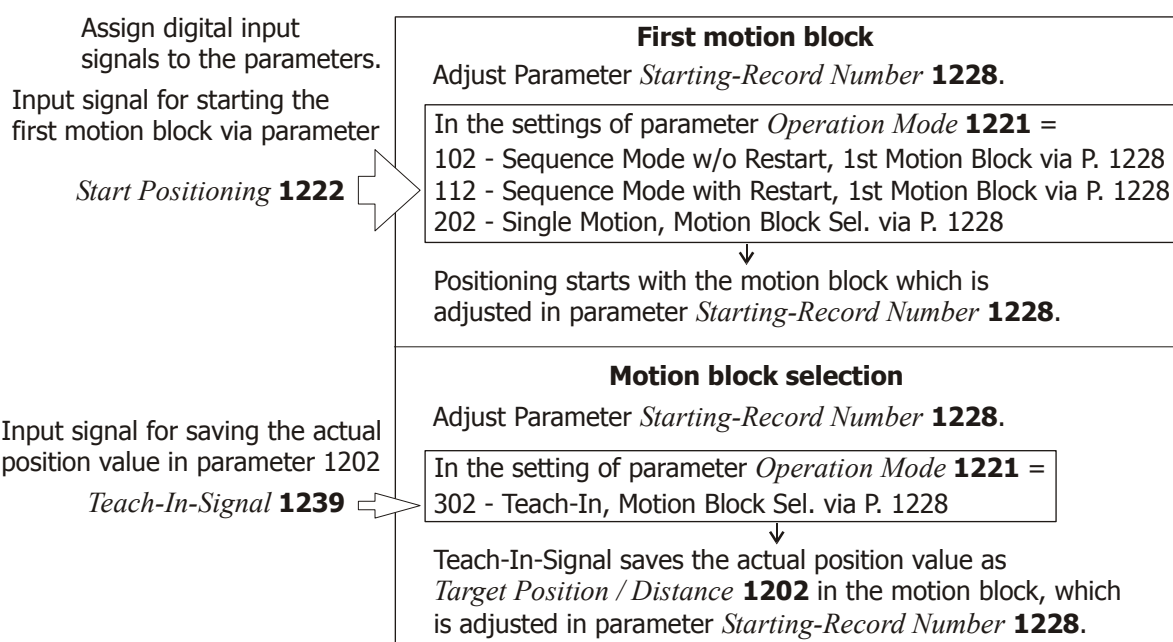 Assign digital input
signals to the parameters.
Input signal for starting the
first motion block via parameter
Start Positioning 1222
First motion block
Adjust Parameter Starting-Record Number 1228.
In the settings of parameter Operation Mode 1221 =
102 - Sequence Mode w/o Restart, 1st Motion Block via P. 1228
112 - Sequence Mode with Restart, 1st Motion Block via P. 1228
202 - Single Motion, Motion Block Sel. via P. 1228
Positioning starts with the motion block which is
adjusted in parameter Starting-Record Number 1228.
Input signal for saving the actual
position value in parameter 1202
Teach-In-Signal 1239
Motion block selection
Adjust Parameter Starting-Record Number 1228.
In the setting of parameter Operation Mode 1221 =
302 - Teach-In, Motion Block Sel. via P. 1228
Teach-In-Signal saves the actual position value as
Target Position / Distance 1202 in the motion block, which
is adjusted in parameter Starting-Record Number 1228.